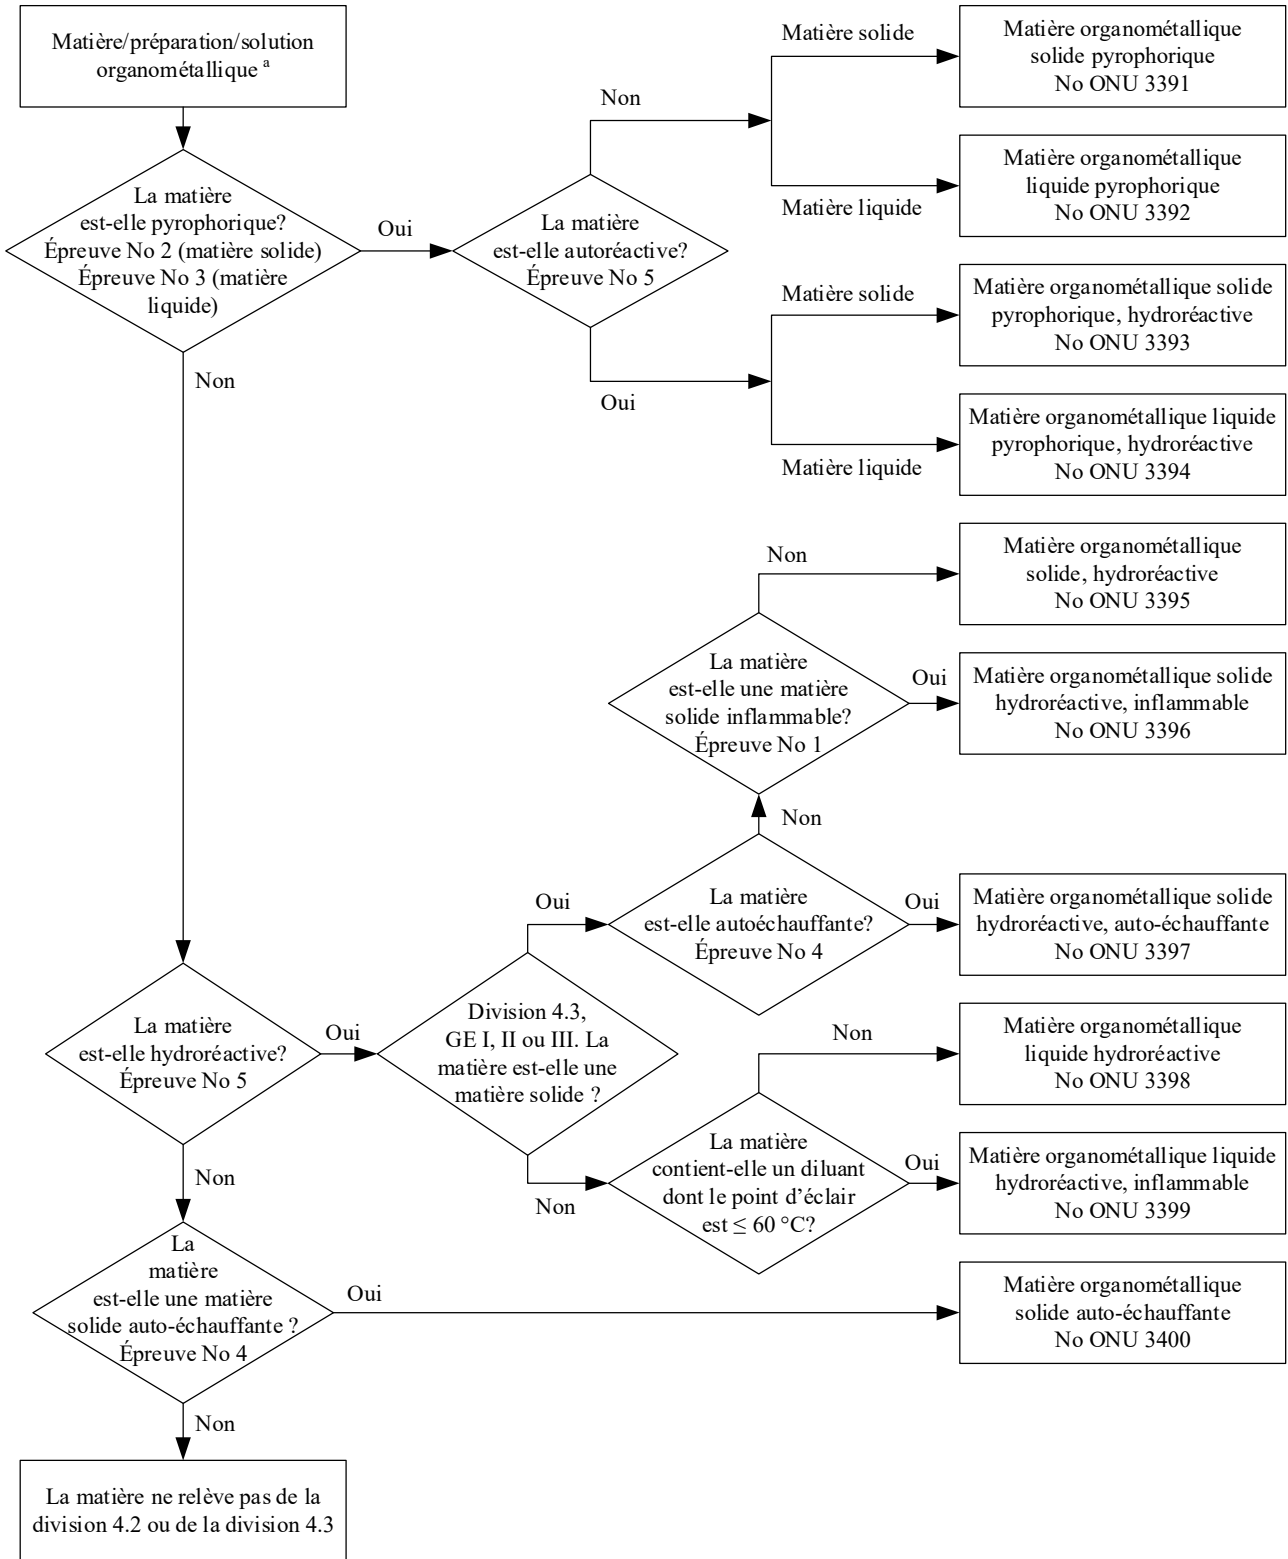 Matière/préparation/solution
organométallique a
Matière solide
Matière organométallique
solide pyrophorique
No ONU 3391
Non
Matière organométallique
liquide pyrophorique
No ONU 3392
Matière liquide
La matière
est-elle pyrophorique?
Épreuve No 2 (matière solide)
Épreuve No 3 (matière
liquide)
Oui
La matière
est-elle autoréactive?
Épreuve No 5
Matière solide
Matière organométallique solide
pyrophorique, hydroréactive
No ONU 3393
Non
Oui
Matière organométallique liquide
pyrophorique, hydroréactive
No ONU 3394
Matière liquide
Non
Matière organométallique
solide, hydroréactive
No ONU 3395
La matière
est-elle une matière
solide inflammable?
Épreuve No 1
Oui
Matière organométallique solide
hydroréactive, inflammable
No ONU 3396
Non
Oui
La matière
est-elle autoéchauffante?
Épreuve No 4
Oui
Matière organométallique solide
hydroréactive, auto-échauffante
No ONU 3397
La matière
est-elle hydroréactive?
Épreuve No 5
Oui
Division 4.3,
GE I, II ou III. La
matière est-elle une
matière solide ?
Non
Matière organométallique
liquide hydroréactive
No ONU 3398
Non
Non
La matière
contient-elle un diluant
dont le point d’éclair
est ≤ 60 °C?
Oui
Matière organométallique liquide
hydroréactive, inflammable
No ONU 3399
La
matière
est-elle une matière
solide auto-échauffante ?
Épreuve No 4
Oui
Matière organométallique
solide auto-échauffante
No ONU 3400
Non
La matière ne relève pas de la
division 4.2 ou de la division 4.3